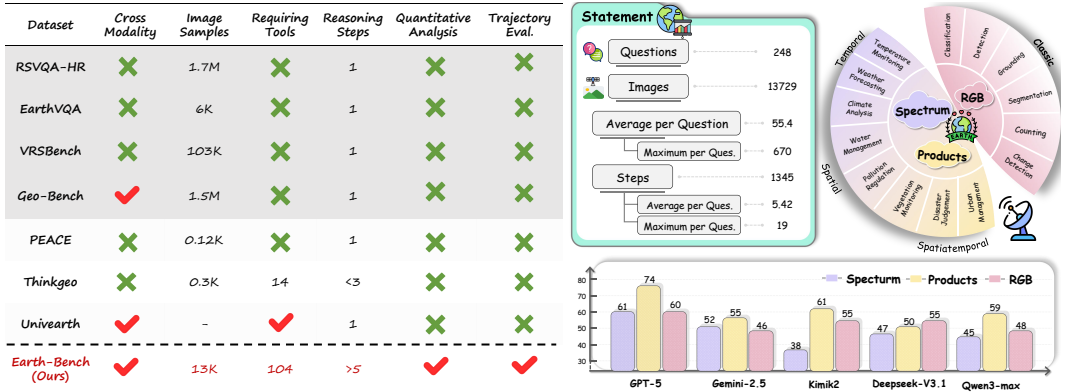 Dataset Cross Modality Image Samples Requiring Tools Reasoning Steps Quantitative Analysis Trajectory Eval.
RSVQA-HR 1.7M 1
EarthVQA 6K 1
VRSBench 103K 1
Geo-Bench 1.5M 1
PEACE 0.12K 1
Thinkgeo 0.3K 14 <3
Univearth - 1
Earth-Bench (Ours) 13K 104 >5
Statement
Questions 248
Images 13729
Average per Question 55.4
Maximum per Ques. 670
Steps 1345
Average per Ques. 5.42
Maximum per Ques. 19
Temporal
Spatial
Spatiotemporal
Classic
Spectrum
RGB
Products
EARTH
Temperature Monitoring
Weather Forecasting
Climate Analysis
Water Management
Pollution Regulation
Vegetation Monitoring
Disaster Judgement
Urban Management
Classification
Detection
Grounding
Segmentation
Counting
Change Detection
Specturm Products RGB
80
70
60
50
40
30
61 74 60
52 55 46
38 61 55
47 50 55
45 59 48
GPT-5 Gemini-2.5 Kimik2 Deepseek-V3.1 Qwen3-max